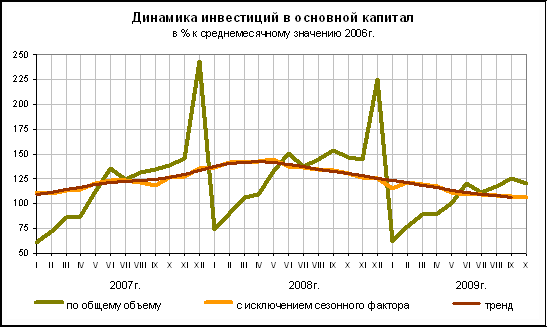 Динамика инвестиций в основной капитал
в % к среднемесячному значению 2006г.
250
225
200
175
150
125
100
75
50
I II III IV V VI VII VIII IX X XI XII I II III IV V VI VII VIII IX X XI XII I II III IV V VI VII VIII IX X
2007г. 2008г. 2009г.
по общему объему с исключением сезонного фактора тренд